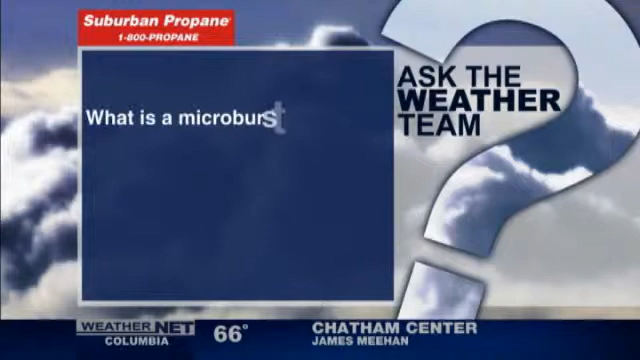 Suburban Propane
1-800-PROPANE
What is a microburst
ASK THE
WEATHER
TEAM
WEATHER NET
COLUMBIA
66°
CHATHAM CENTER
JAMES MEEHAN